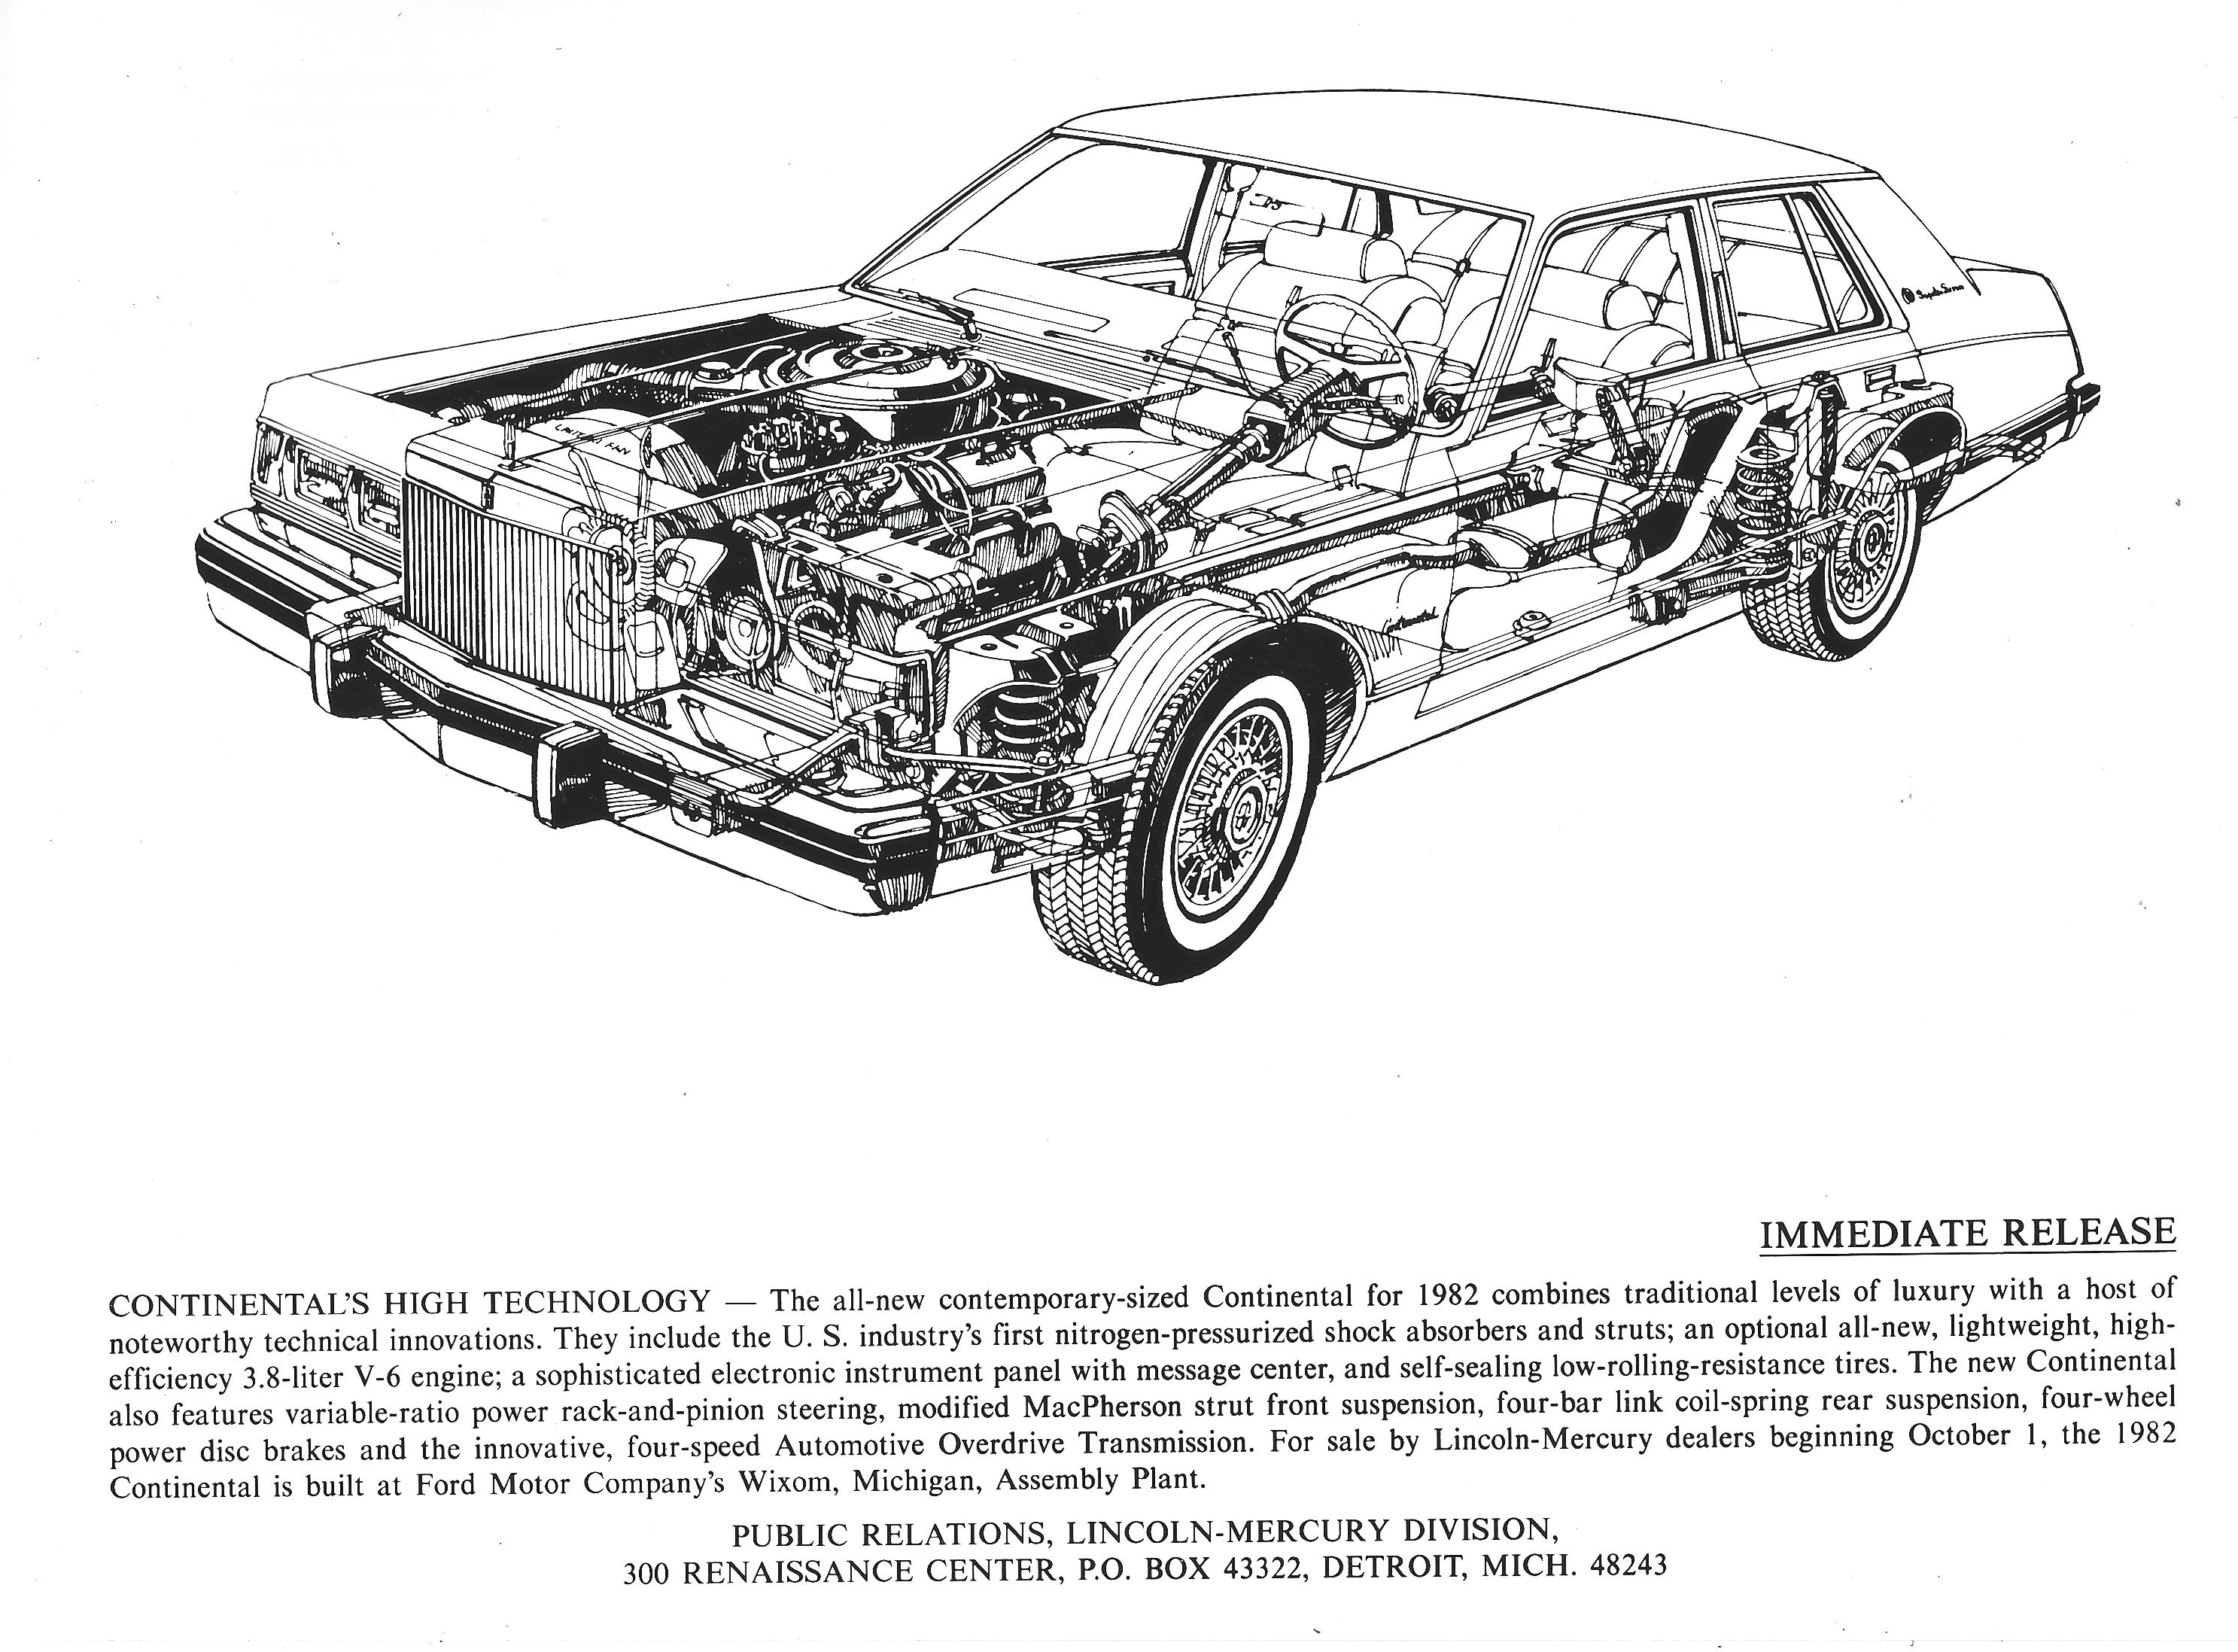 CAUTION FAN
Continental
IMMEDIATE RELEASE
CONTINENTAL'S HIGH TECHNOLOGY — The all-new contemporary-sized Continental for 1982 combines traditional levels of luxury with a host of
noteworthy technical innovations. They include the U. S. industry's first nitrogen-pressurized shock absorbers and struts; an optional all-new, lightweight, high-
efficiency 3.8-liter V-6 engine; a sophisticated electronic instrument panel with message center, and self-sealing low-rolling-resistance tires. The new Continental
also features variable-ratio power rack-and-pinion steering, modified MacPherson strut front suspension, four-bar link coil-spring rear suspension, four-wheel
power disc brakes and the innovative, four-speed Automotive Overdrive Transmission. For sale by Lincoln-Mercury dealers beginning October 1, the 1982
Continental is built at Ford Motor Company's Wixom, Michigan, Assembly Plant.
PUBLIC RELATIONS, LINCOLN-MERCURY DIVISION,
300 RENAISSANCE CENTER, P.O. BOX 43322, DETROIT, MICH. 48243